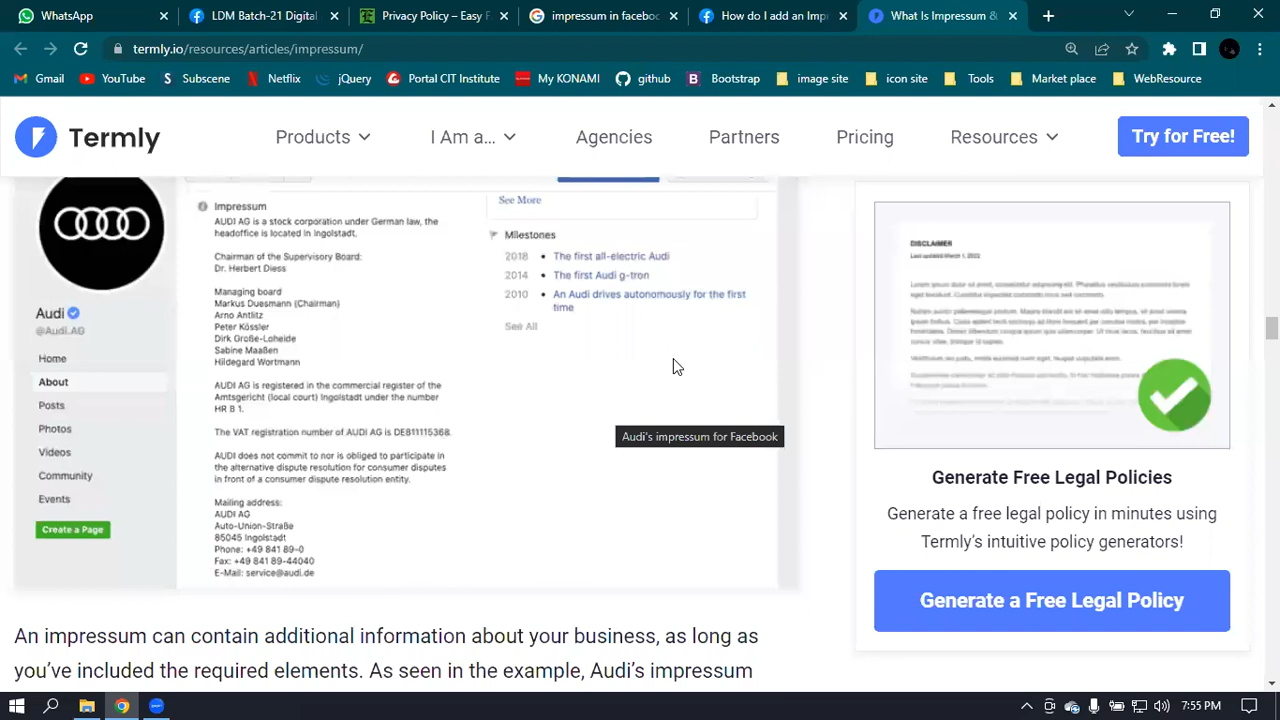 WhatsApp
LDM Batch-21 Digital
Privacy Policy – Easy F
impressum in facebo
How do I add an Imp
What Is Impressum &
termly.io/resources/articles/impressum/
Gmail
YouTube
Subscene
Netflix
jQuery
Portal CIT Institute
My KONAMI
github
Bootstrap
image site
icon site
Tools
Market place
WebResource
Termly
Products
I Am a...
Agencies
Partners
Pricing
Resources
Try for Free!
Audi
@Audi.AG
Home
About
Posts
Photos
Videos
Community
Events
Create a Page
Impressum
AUDI AG is a stock corporation under German law, the
headoffice is located in Ingolstadt.
Chairman of the Supervisory Board:
Dr. Herbert Diess
Managing board
Markus Duesmann (Chairman)
Arno Antlitz
Peter Kössler
Dirk Große-Loheide
Sabine Maaßen
Hildegard Wortmann
AUDI AG is registered in the commercial register of the
Amtsgericht (local court) Ingolstadt under the number
HR B 1.
The VAT registration number of AUDI AG is DE811115368.
AUDI does not commit to nor is obliged to participate in
the alternative dispute resolution for consumer disputes
in front of a consumer dispute resolution entity.
Mailing address:
AUDI AG
Auto-Union-Straße
85045 Ingolstadt
Phone: +49 841 89-0
Fax: +49 841 89-44040
E-Mail: service@audi.de
See More
Milestones
2018 • The first all-electric Audi
2014 • The first Audi g-tron
2010 • An Audi drives autonomously for the first
time
See All
Audi's impressum for Facebook
DISCLAIMER
Last updated March 1, 2022
Generate Free Legal Policies
Generate a free legal policy in minutes using
Termly's intuitive policy generators!
Generate a Free Legal Policy
An impressum can contain additional information about your business, as long as
you've included the required elements. As seen in the example, Audi's impressum
7:55 PM